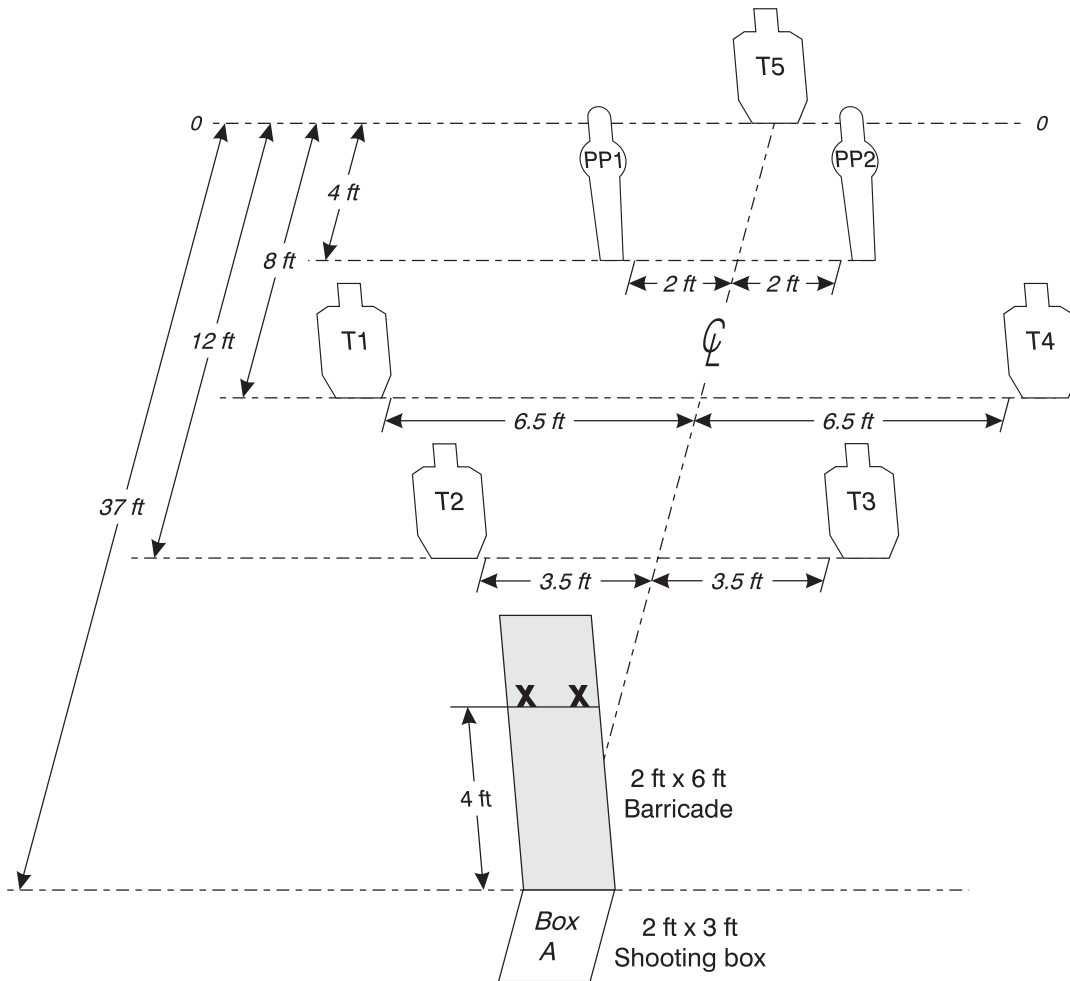 T5
0
0
PP1
PP2
4 ft
8 ft
2 ft
2 ft
12 ft
T1
℄
T4
6.5 ft
6.5 ft
37 ft
T2
T3
3.5 ft
3.5 ft
X X
4 ft
2 ft x 6 ft
Barricade
Box
A
2 ft x 3 ft
Shooting box